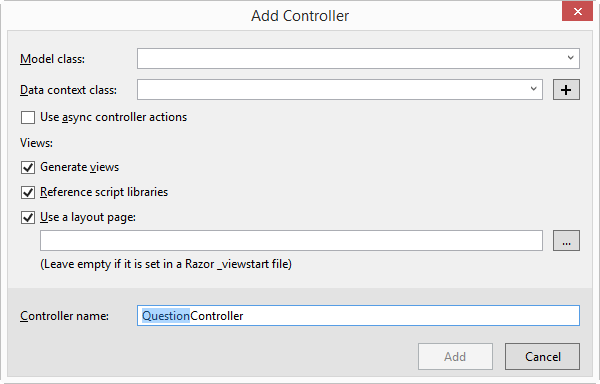 Add Controller
Model class:
Data context class:
+
Use async controller actions
Views:
Generate views
Reference script libraries
Use a layout page:
...
(Leave empty if it is set in a Razor _viewstart file)
Controller name: QuestionController
Add Cancel